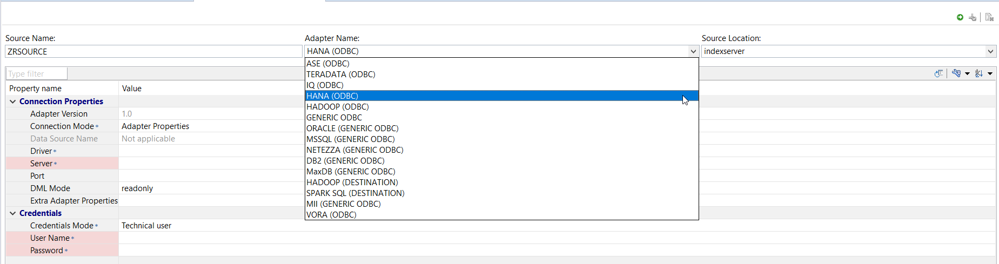 Source Name: Adapter Name: Source Location:
ZRSOURCE HANA (ODBC) indexserver
ASE (ODBC)
TERADATA (ODBC)
IQ (ODBC)
HANA (ODBC)
HADOOP (ODBC)
GENERIC ODBC
ORACLE (GENERIC ODBC)
MSSQL (GENERIC ODBC)
NETEZZA (GENERIC ODBC)
DB2 (GENERIC ODBC)
MaxDB (GENERIC ODBC)
HADOOP (DESTINATION)
SPARK SQL (DESTINATION)
MII (GENERIC ODBC)
VORA (ODBC)
Type filter
Property name Value
Connection Properties
Adapter Version 1.0
Connection Mode* Adapter Properties
Data Source Name Not applicable
Driver*
Server*
Port
DML Mode readonly
Extra Adapter Properties
Credentials
Credentials Mode* Technical user
User Name*
Password*